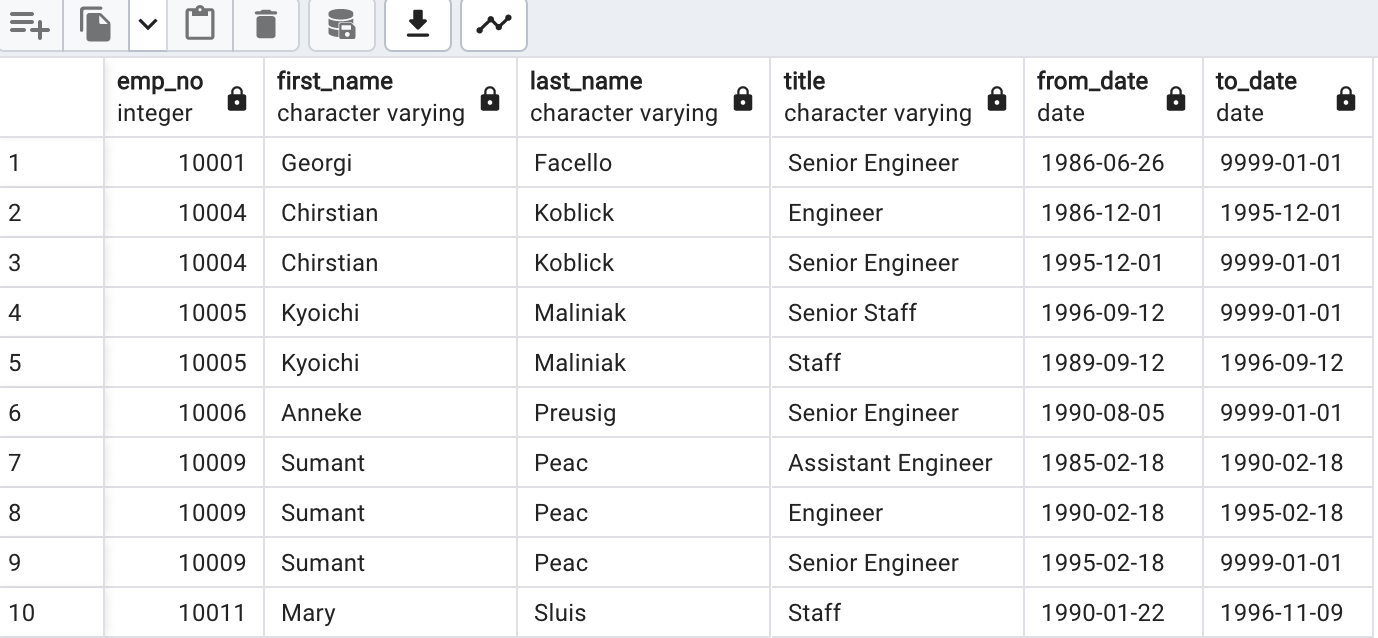 emp_no first_name last_name title from_date to_date
integer character varying character varying character varying date date
1 10001 Georgi Facello Senior Engineer 1986-06-26 9999-01-01
2 10004 Chirstian Koblick Engineer 1986-12-01 1995-12-01
3 10004 Chirstian Koblick Senior Engineer 1995-12-01 9999-01-01
4 10005 Kyoichi Maliniak Senior Staff 1996-09-12 9999-01-01
5 10005 Kyoichi Maliniak Staff 1989-09-12 1996-09-12
6 10006 Anneke Preusig Senior Engineer 1990-08-05 9999-01-01
7 10009 Sumant Peac Assistant Engineer 1985-02-18 1990-02-18
8 10009 Sumant Peac Engineer 1990-02-18 1995-02-18
9 10009 Sumant Peac Senior Engineer 1995-02-18 9999-01-01
10 10011 Mary Sluis Staff 1990-01-22 1996-11-09